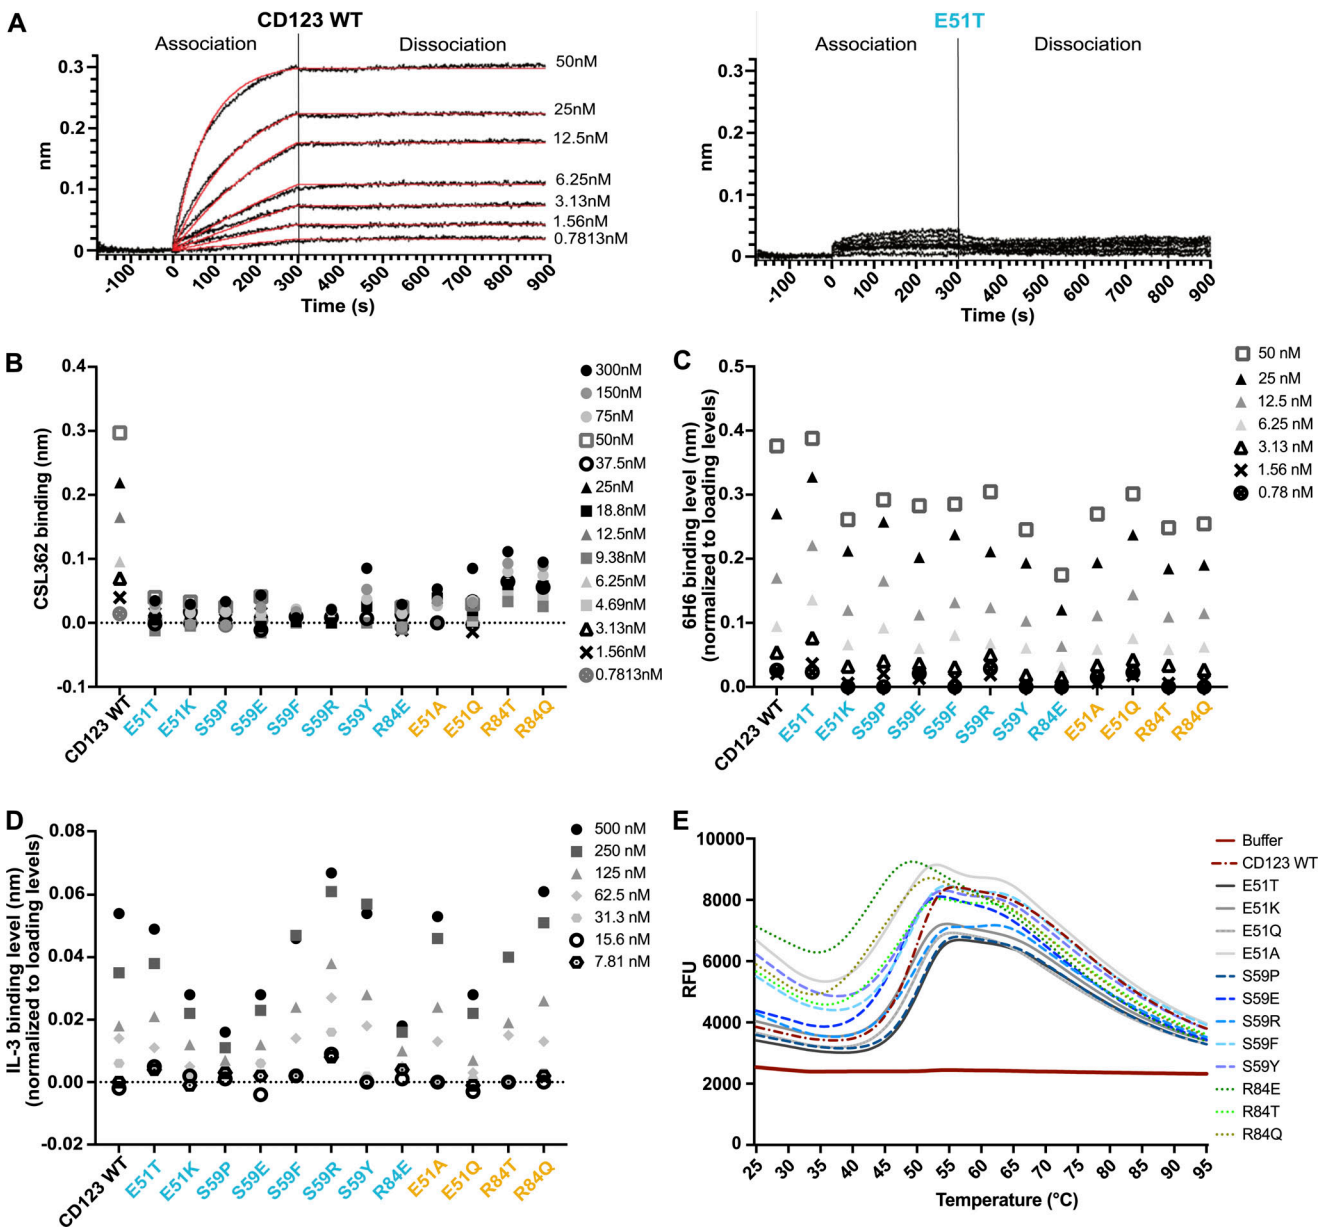 A
CD123 WT
Association
Dissociation
nm
0.3
0.2
0.1
0
-100
0
100
200
300
400
500
600
700
800
900
Time (s)
50nM
25nM
12.5nM
6.25nM
3.13nM
1.56nM
0.7813nM
E51T
Association
Dissociation
nm
0.3
0.2
0.1
0
-100
0
100
200
300
400
500
600
700
800
900
Time (s)
B
CSL362 binding (nm)
0.4
0.3
0.2
0.1
0.0
-0.1
CD123 WT
E51T
E51K
S59P
S59E
S59F
S59R
S59Y
R84E
E51A
E51Q
R84T
R84Q
300nM
150nM
75nM
50nM
37.5nM
25nM
18.8nM
12.5nM
9.38nM
6.25nM
4.69nM
3.13nM
1.56nM
0.7813nM
C
6H6 binding level (nm)
(normalized to loading levels)
0.5
0.4
0.3
0.2
0.1
0.0
CD123 WT
E51T
E51K
S59P
S59E
S59F
S59R
S59Y
R84E
E51A
E51Q
R84T
R84Q
50 nM
25 nM
12.5 nM
6.25 nM
3.13 nM
1.56 nM
0.78 nM
D
IL-3 binding level (nm)
(normalized to loading levels)
0.08
0.06
0.04
0.02
0.00
-0.02
CD123 WT
E51T
E51K
S59P
S59E
S59F
S59R
S59Y
R84E
E51A
E51Q
R84T
R84Q
500 nM
250 nM
125 nM
62.5 nM
31.3 nM
15.6 nM
7.81 nM
E
RFU
10000
8000
6000
4000
2000
0
25
30
35
40
45
50
55
60
65
70
75
80
85
90
95
Temperature (°C)
Buffer
CD123 WT
E51T
E51K
E51Q
E51A
S59P
S59E
S59R
S59F
S59Y
R84E
R84T
R84Q